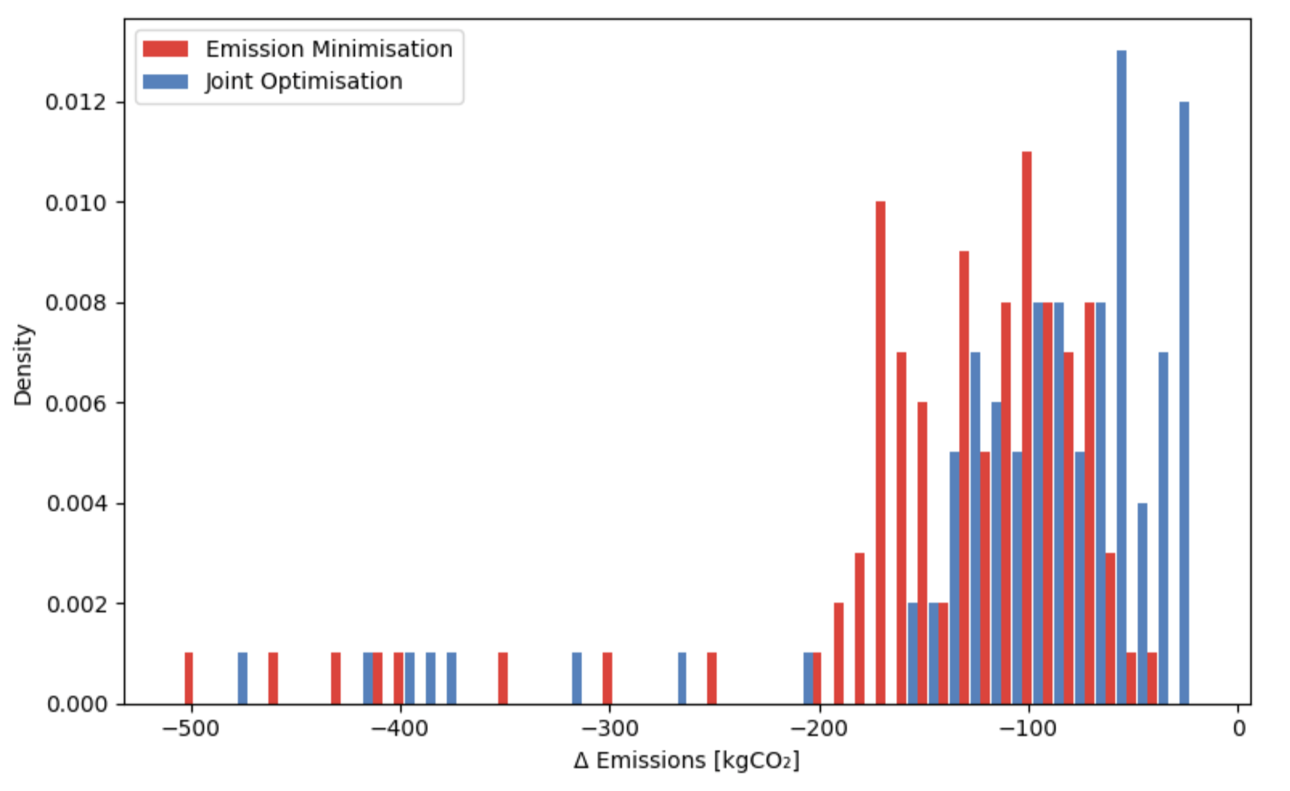 Emission Minimisation
Joint Optimisation
Density
0.012
0.010
0.008
0.006
0.004
0.002
0.000
−500 −400 −300 −200 −100 0
Δ Emissions [kgCO₂]